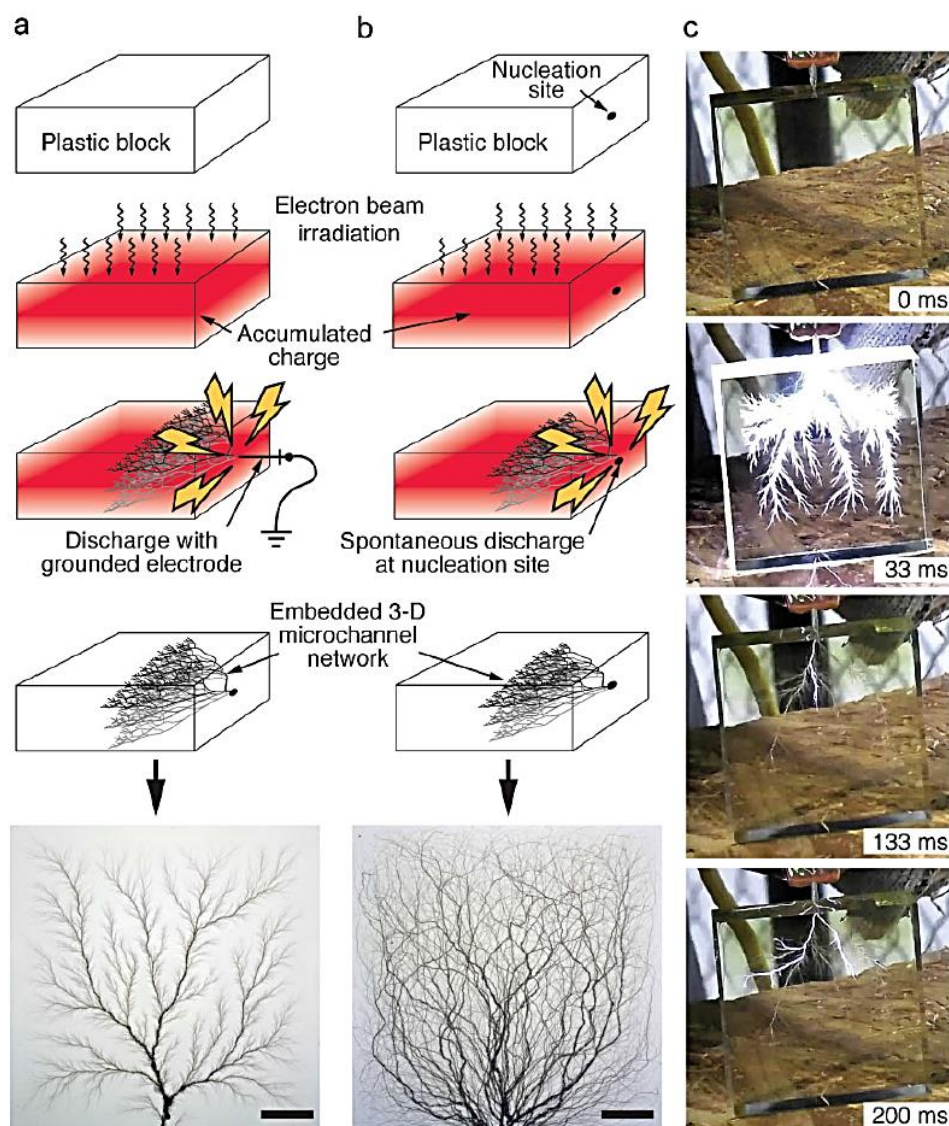 a
b
c
Plastic block
Nucleation
site
Plastic block
Electron beam
irradiation
Accumulated
charge
Discharge with
grounded electrode
Spontaneous discharge
at nucleation site
Embedded 3-D
microchannel
network
0 ms
33 ms
133 ms
200 ms